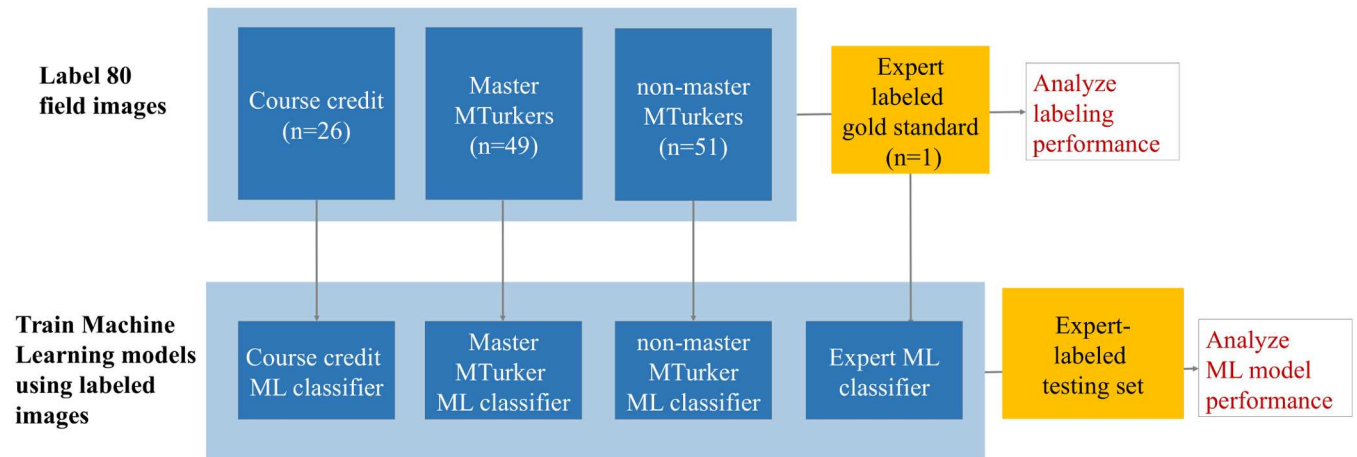 Label 80
field images
Course credit
(n=26)
Master
MTurkers
(n=49)
non-master
MTurkers
(n=51)
Expert
labeled
gold standard
(n=1)
Analyze
labeling
performance
Train Machine
Learning models
using labeled
images
Course credit
ML classifier
Master
MTurker
ML classifier
non-master
MTurker
ML classifier
Expert ML
classifier
Expert-
labeled
testing set
Analyze
ML model
performance